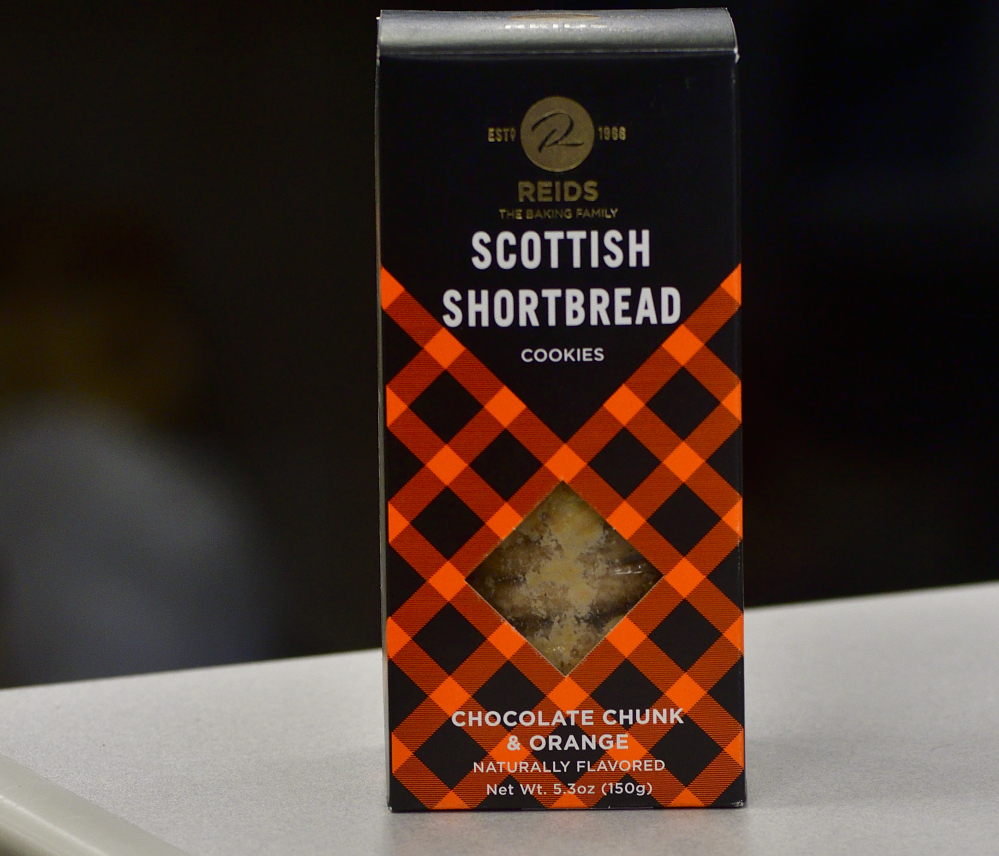 ESTD 1966
REIDS
THE BAKING FAMILY
SCOTTISH
SHORTBREAD
COOKIES
CHOCOLATE CHUNK
& ORANGE
NATURALLY FLAVORED
Net Wt. 5.3oz (150g)